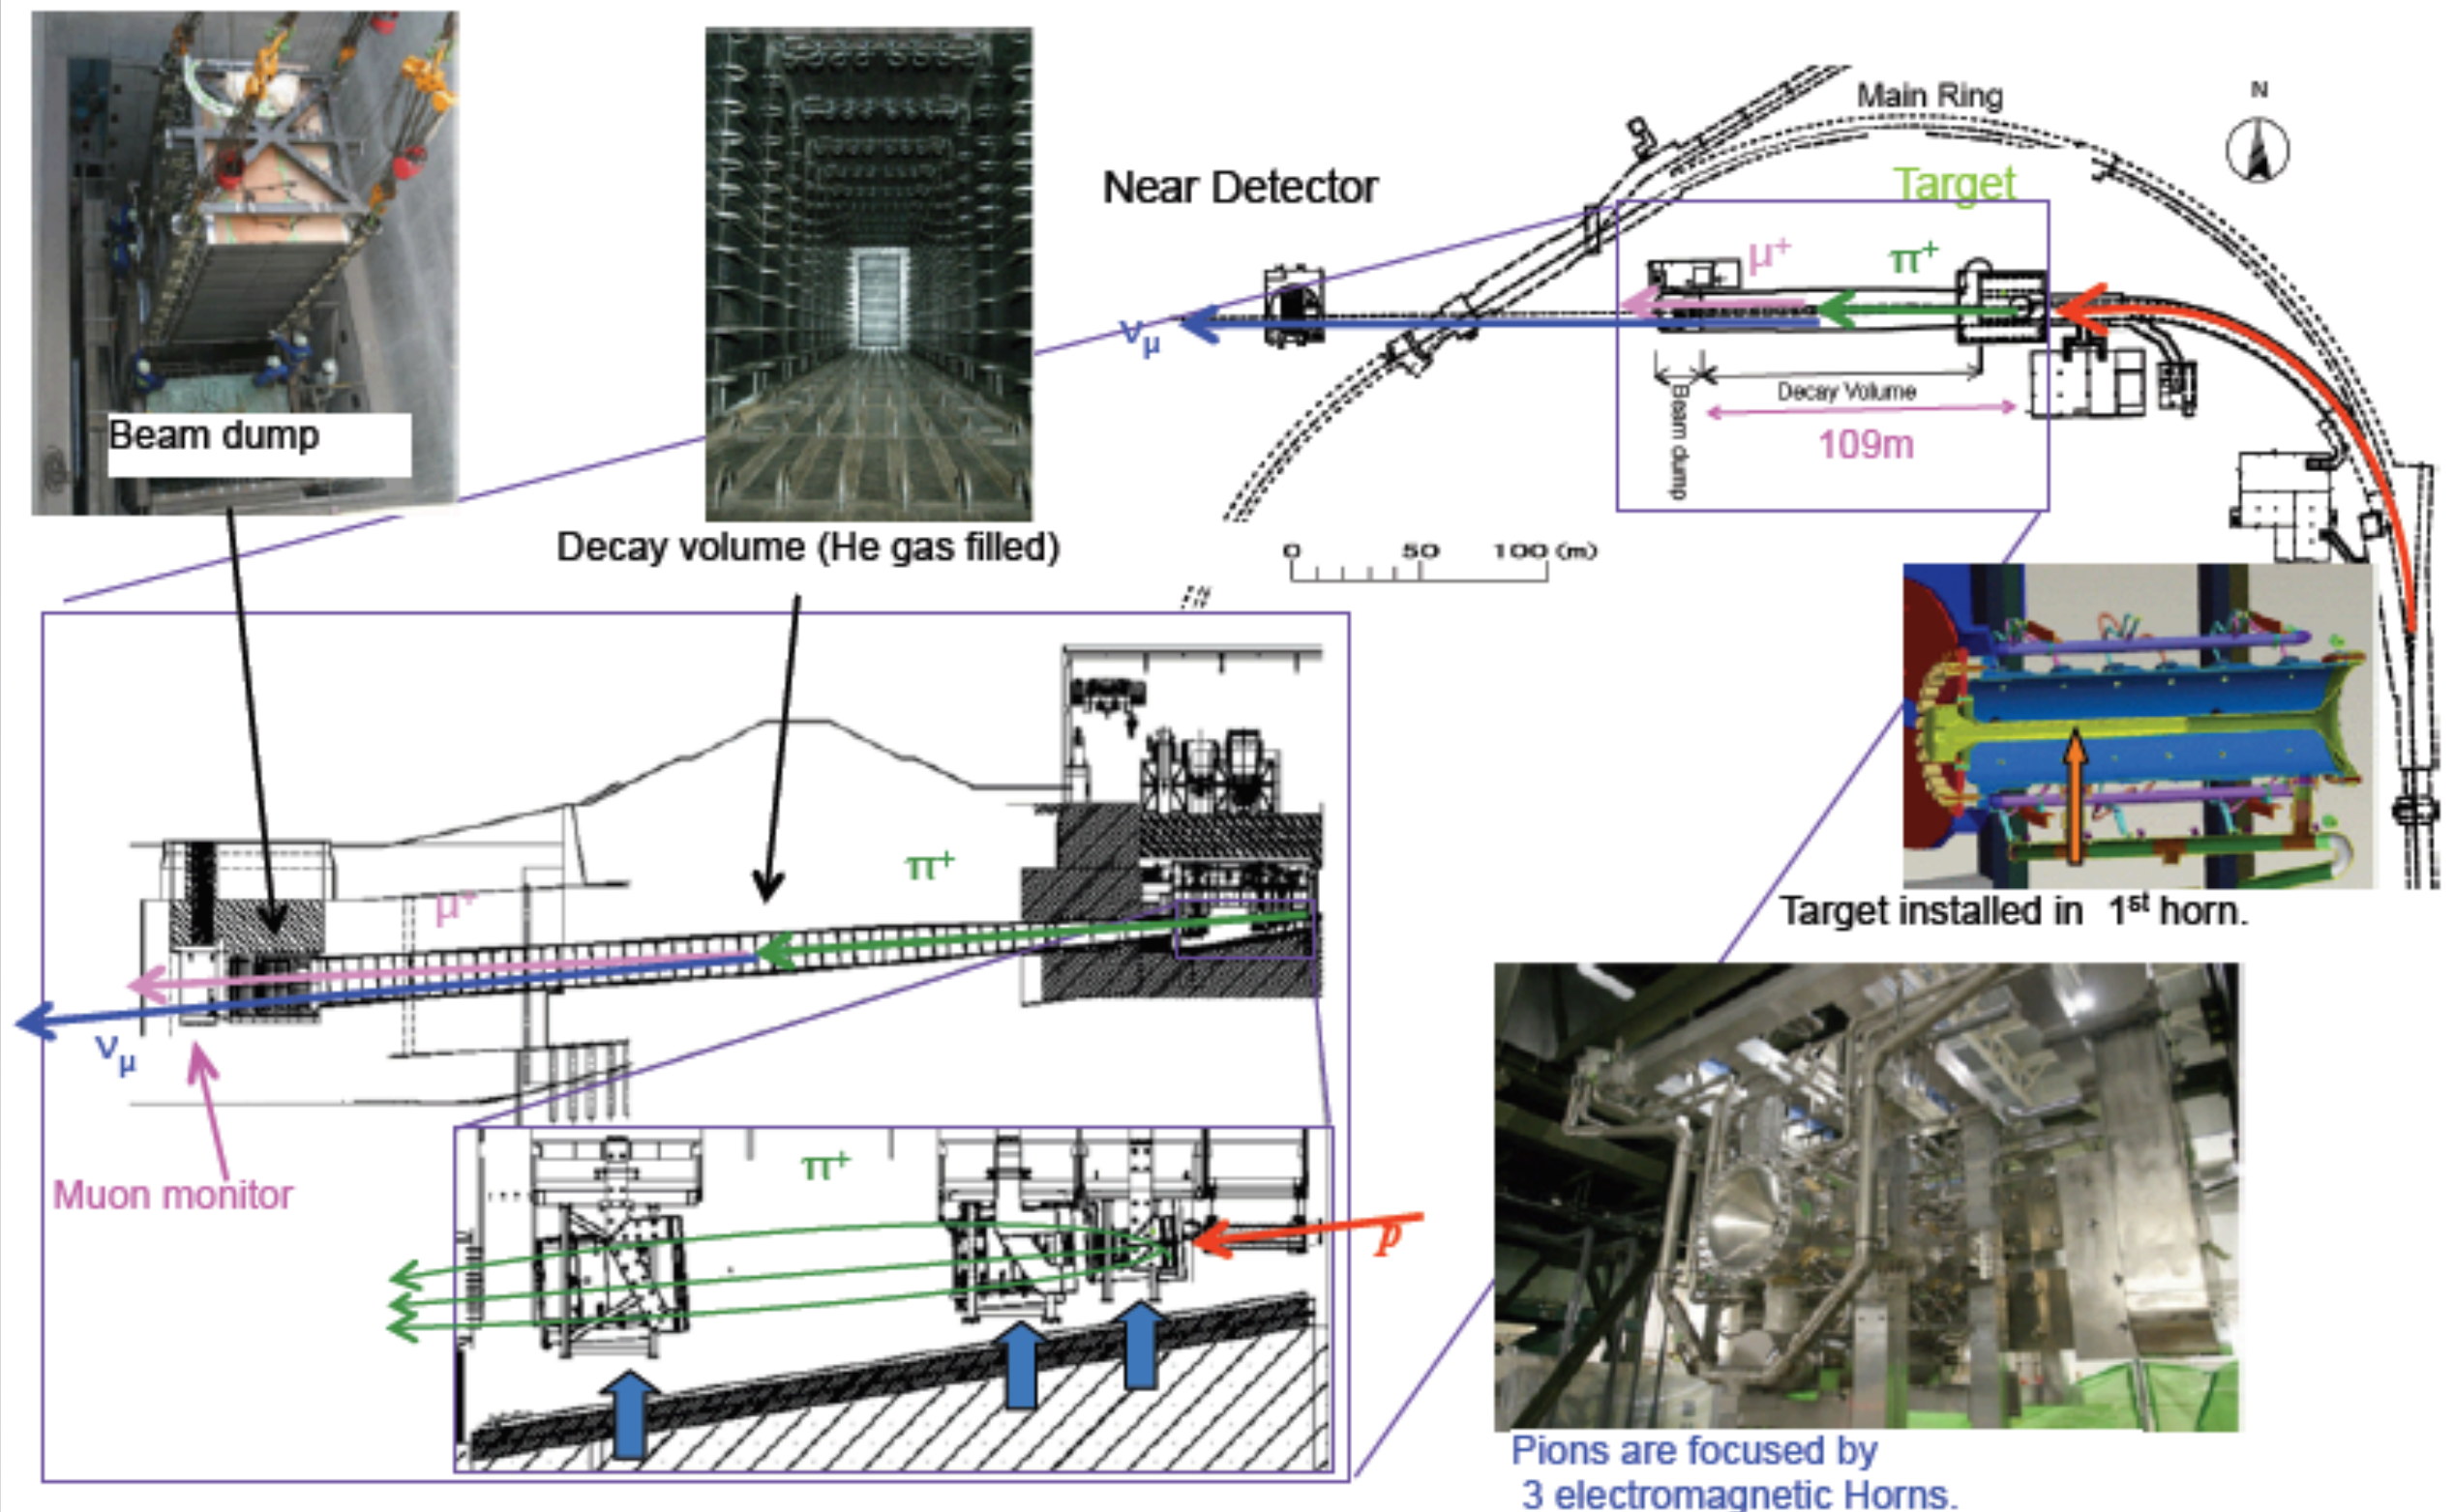 Main Ring
N
Near Detector
Target
μ+
π+
νμ
Beam dump
Decay Volume
109m
Beam dump
Decay volume (He gas filled)
0 50 100 (m)
Target installed in 1st horn.
π+
μ+
νμ
Muon monitor
π+
p
Pions are focused by
3 electromagnetic Horns.